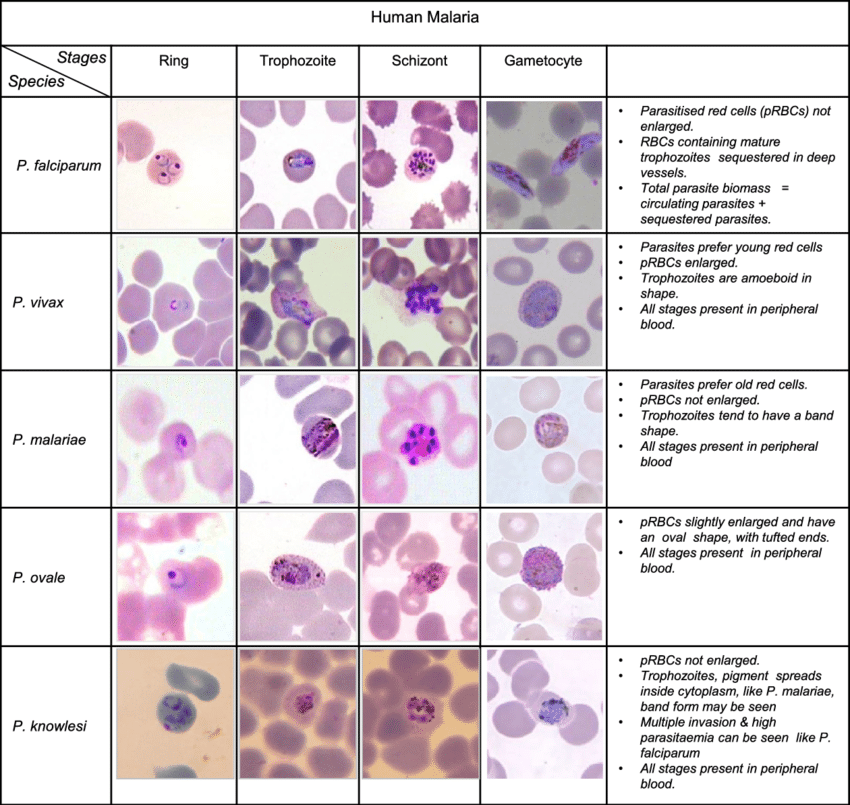 Human Malaria
Stages
Species
Ring
Trophozoite
Schizont
Gametocyte
P. falciparum
• Parasitised red cells (pRBCs) not
enlarged.
• RBCs containing mature
trophozoites sequestered in deep
vessels.
• Total parasite biomass =
circulating parasites +
sequestered parasites.
P. vivax
• Parasites prefer young red cells
• pRBCs enlarged.
• Trophozoites are amoeboid in
shape.
• All stages present in peripheral
blood.
P. malariae
• Parasites prefer old red cells.
• pRBCs not enlarged.
• Trophozoites tend to have a band
shape.
• All stages present in peripheral
blood
P. ovale
• pRBCs slightly enlarged and have
an oval shape, with tufted ends.
• All stages present in peripheral
blood.
P. knowlesi
• pRBCs not enlarged.
• Trophozoites, pigment spreads
inside cytoplasm, like P. malariae,
band form may be seen
• Multiple invasion & high
parasitaemia can be seen like P.
falciparum
• All stages present in peripheral
blood.